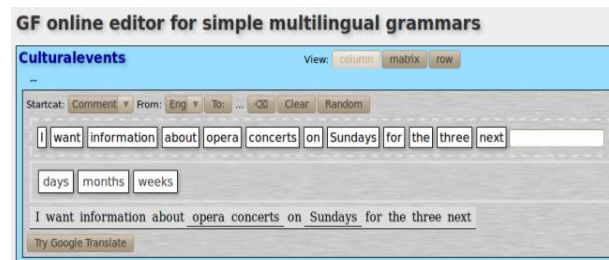 GF online editor for simple multilingual grammars
Culturalevents View: column matrix row
--
Startcat: Comment From: Eng To: ... ⌫ Clear Random
I want information about opera concerts on Sundays for the three next
days months weeks
I want information about opera concerts on Sundays for the three next
Try Google Translate